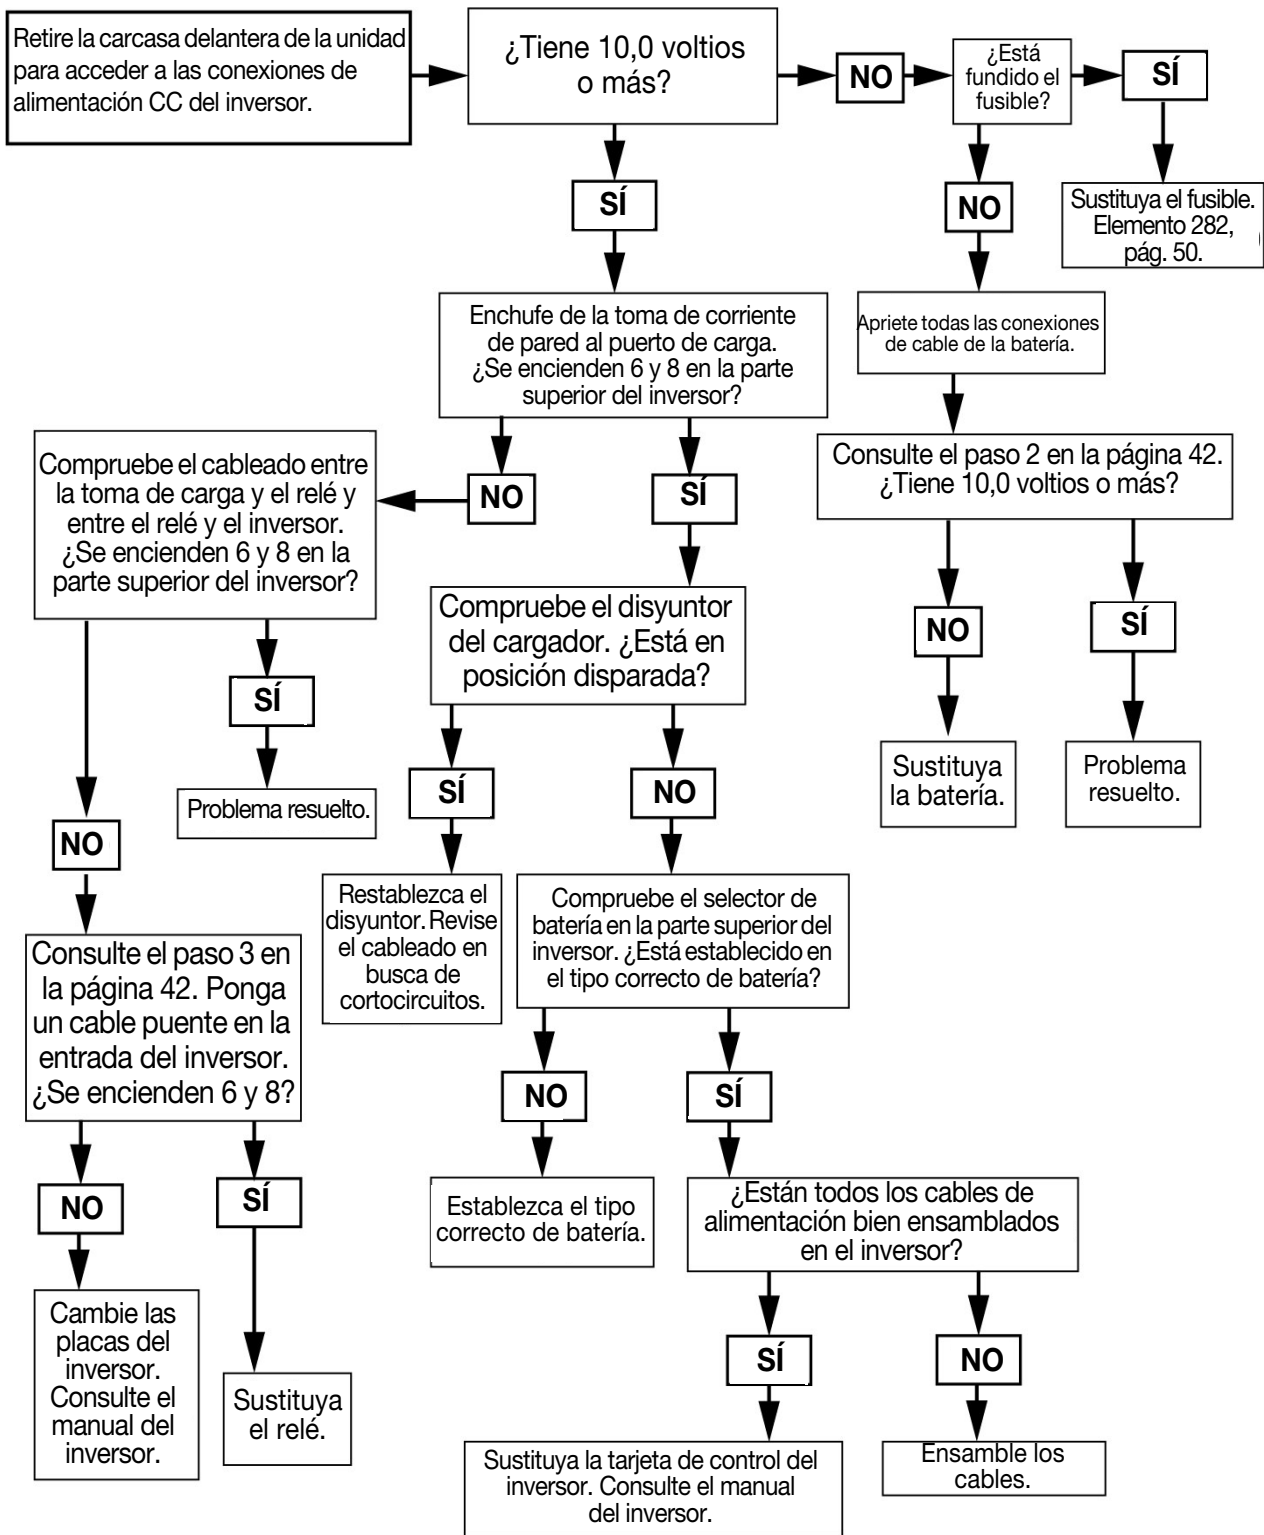 Retire la carcasa delantera de la unidad
para acceder a las conexiones de
alimentación CC del inversor.
¿Tiene 10,0 voltios
o más?
NO
¿Está
fundido el
fusible?
SÍ
SÍ
NO
Sustituya el fusible.
Elemento 282,
pág. 50.
Enchufe de la toma de corriente
de pared al puerto de carga.
¿Se encienden 6 y 8 en la parte
superior del inversor?
Apriete todas las conexiones
de cable de la batería.
Compruebe el cableado entre
la toma de carga y el relé y
entre el relé y el inversor.
¿Se encienden 6 y 8 en la
parte superior del inversor?
NO
SÍ
Consulte el paso 2 en la página 42.
¿Tiene 10,0 voltios o más?
Compruebe el disyuntor
del cargador. ¿Está en
posición disparada?
NO
SÍ
SÍ
Problema resuelto.
NO
SÍ
NO
Sustituya
la batería.
Problema
resuelto.
Restablezca el
disyuntor. Revise
el cableado en
busca de
cortocircuitos.
Compruebe el selector de
batería en la parte superior del
inversor. ¿Está establecido en
el tipo correcto de batería?
Consulte el paso 3 en
la página 42. Ponga
un cable puente en la
entrada del inversor.
¿Se encienden 6 y 8?
NO
SÍ
NO
SÍ
Establezca el tipo
correcto de batería.
¿Están todos los cables de
alimentación bien ensamblados
en el inversor?
Cambie las
placas del
inversor.
Consulte el
manual del
inversor.
Sustituya
el relé.
SÍ
NO
Sustituya la tarjeta de control del
inversor. Consulte el manual
del inversor.
Ensamble los
cables.